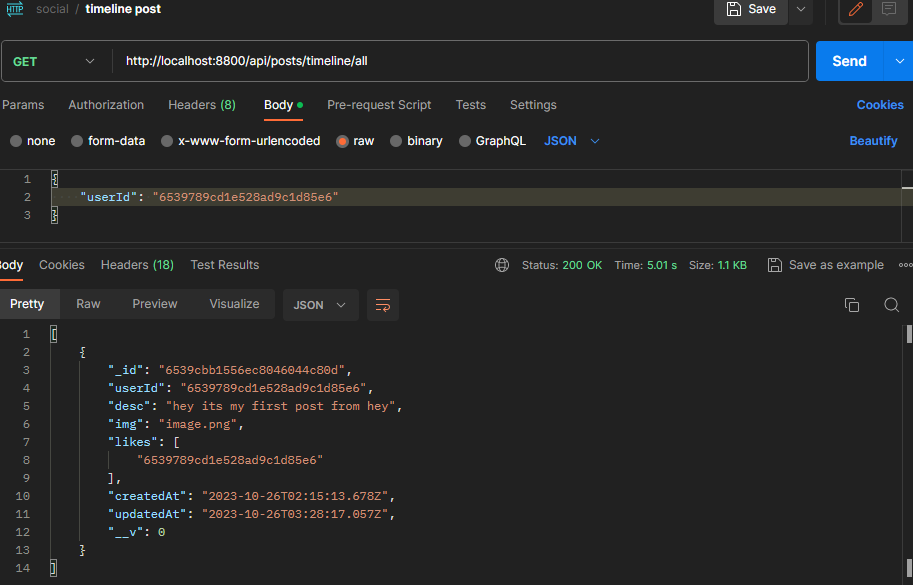 HTTP social / timeline post Save
GET http://localhost:8800/api/posts/timeline/all Send
Params Authorization Headers (8) Body Pre-request Script Tests Settings Cookies
none form-data x-www-form-urlencoded raw binary GraphQL JSON Beautify
1 {
2 "userId": "6539789cd1e528ad9c1d85e6"
3 }
Body Cookies Headers (18) Test Results Status: 200 OK Time: 5.01 s Size: 1.1 KB Save as example
Pretty Raw Preview Visualize JSON
1 [
2 {
3 "_id": "6539cbb1556ec8046044c80d",
4 "userId": "6539789cd1e528ad9c1d85e6",
5 "desc": "hey its my first post from hey",
6 "img": "image.png",
7 "likes": [
8 "6539789cd1e528ad9c1d85e6"
9 ],
10 "createdAt": "2023-10-26T02:15:13.678Z",
11 "updatedAt": "2023-10-26T03:28:17.057Z",
12 "__v": 0
13 }
14 ]